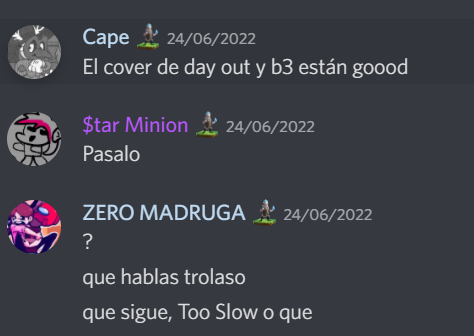 Cape 24/06/2022
El cover de day out y b3 están goood
$tar Minion 24/06/2022
Pasalo
ZERO MADRUGA 24/06/2022
?
que hablas trolaso
que sigue, Too Slow o que